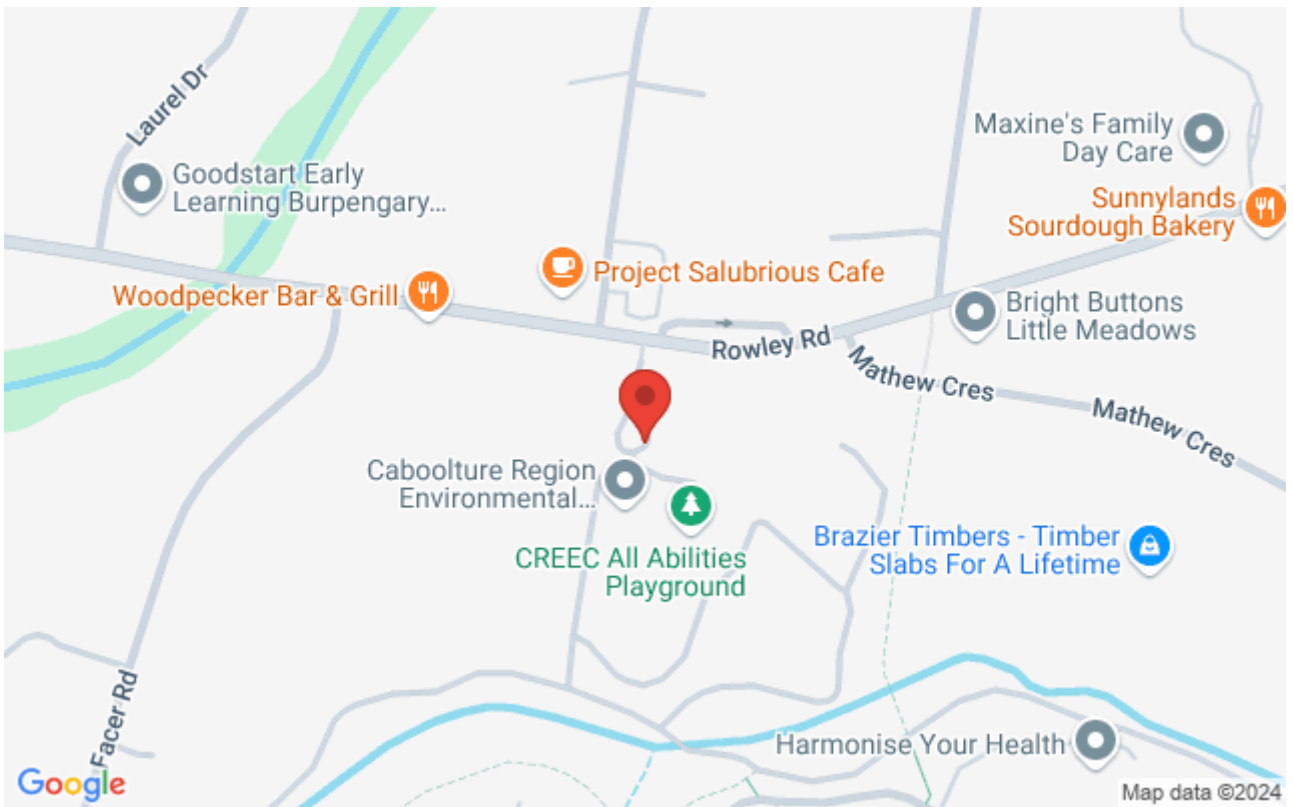 Laurel Dr
Goodstart Early
Learning Burpengary...
Maxine's Family
Day Care
Sunnylands
Sourdough Bakery
Woodpecker Bar & Grill
Project Salubrious Cafe
Bright Buttons
Little Meadows
Rowley Rd
Mathew Cres
Mathew Cres
Caboolture Region
Environmental...
CREEC All Abilities
Playground
Brazier Timbers - Timber
Slabs For A Lifetime
Facer Rd
Harmonise Your Health
Google
Map data ©2024